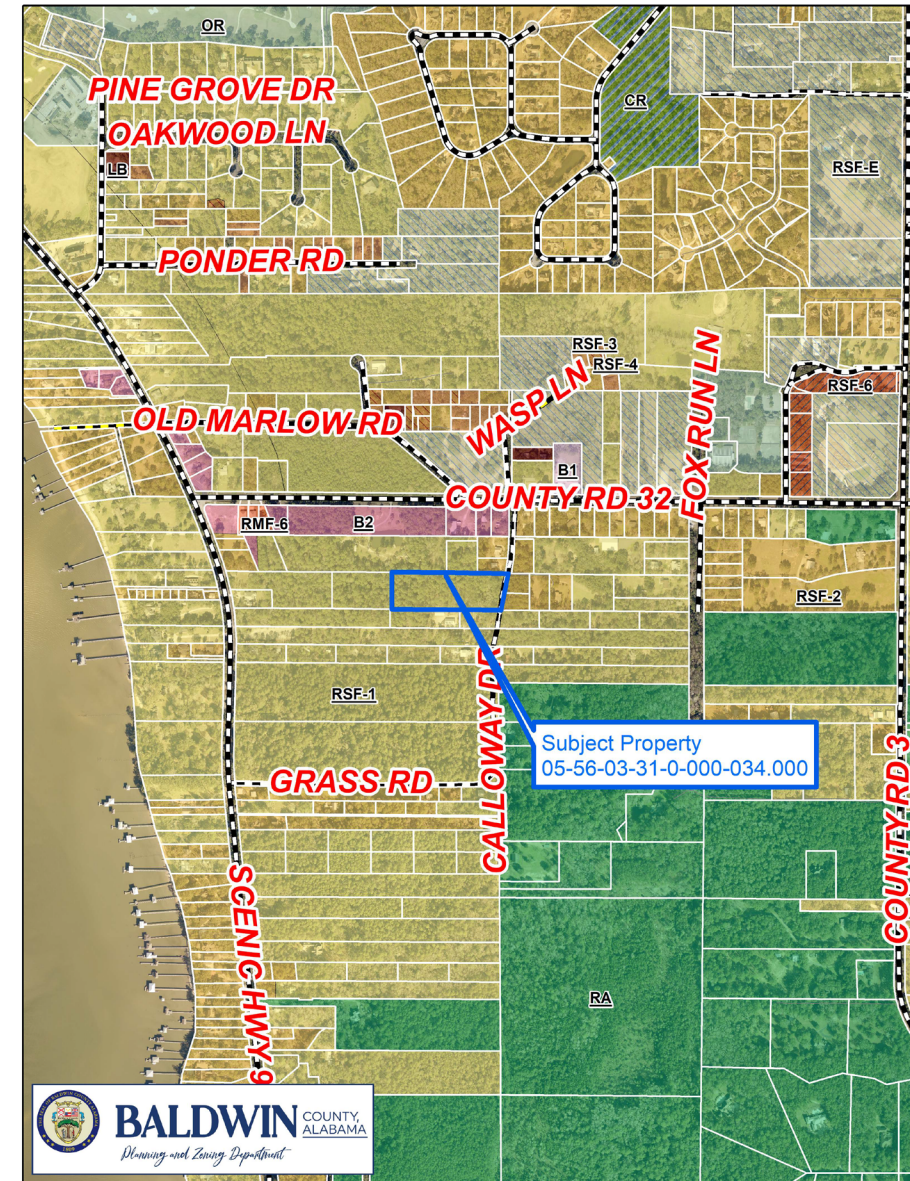 OR
PINE GROVE DR
CR
OAKWOOD LN
LB
RSF-E
PONDER RD
RSF-3
RSF-4
FOX RUN LN
RSF-6
WASP LN
OLD MARLOW RD
B1
COUNTY RD 32
RMF-6
B2
RSF-2
RSF-1
CALLOWAY DR
Subject Property
05-56-03-31-0-000-034.000
GRASS RD
COUNTY RD 3
SCENIC HWY 9
RA
BALDWIN COUNTY,
ALABAMA
Planning and Zoning Department